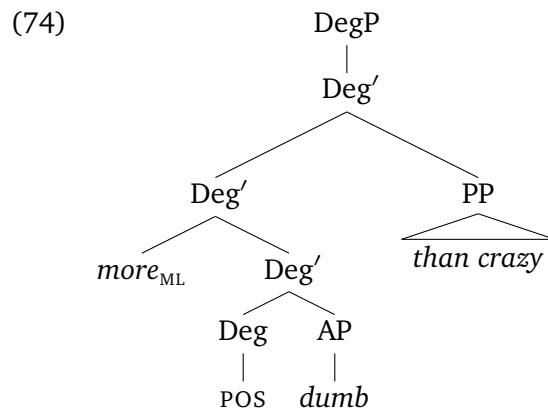 (74) DegP
Deg′
Deg′ PP
more_ML Deg′ than crazy
Deg AP
POS dumb